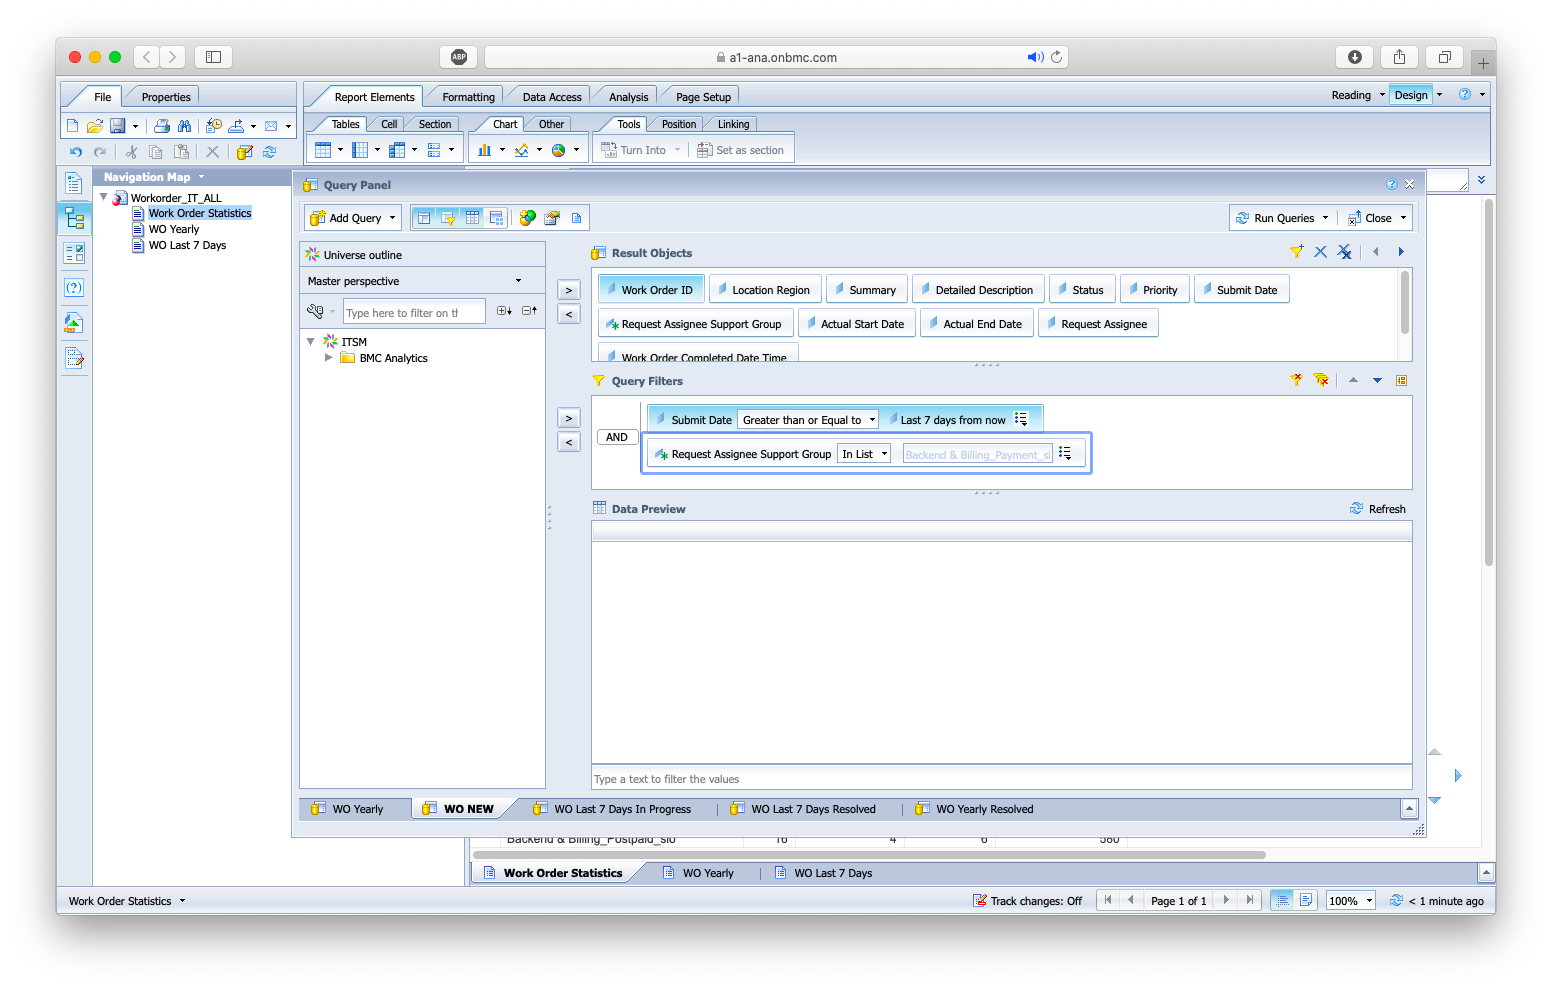 ABP
a1-ana.onbmc.com
File Properties
Report Elements Formatting Data Access Analysis Page Setup
Reading Design
Tables Cell Section Chart Other Tools Position Linking
Turn Into Set as section
Navigation Map
Workorder_IT_ALL
Work Order Statistics
WO Yearly
WO Last 7 Days
Query Panel
Add Query
Run Queries Close
Universe outline
Master perspective
Type here to filter on th
ITSM
BMC Analytics
Result Objects
Work Order ID Location Region Summary Detailed Description Status Priority Submit Date
Request Assignee Support Group Actual Start Date Actual End Date Request Assignee
Work Order Completed Date Time
Query Filters
AND
Submit Date Greater than or Equal to Last 7 days from now
Request Assignee Support Group In List Backend & Billing_Payment_sl
Data Preview
Refresh
Type a text to filter the values
WO Yearly WO NEW WO Last 7 Days In Progress WO Last 7 Days Resolved WO Yearly Resolved
Backend & Billing_Postpaid_slo 16 4 6 580
Work Order Statistics WO Yearly WO Last 7 Days
Work Order Statistics
Track changes: Off
Page 1 of 1
100%
< 1 minute ago